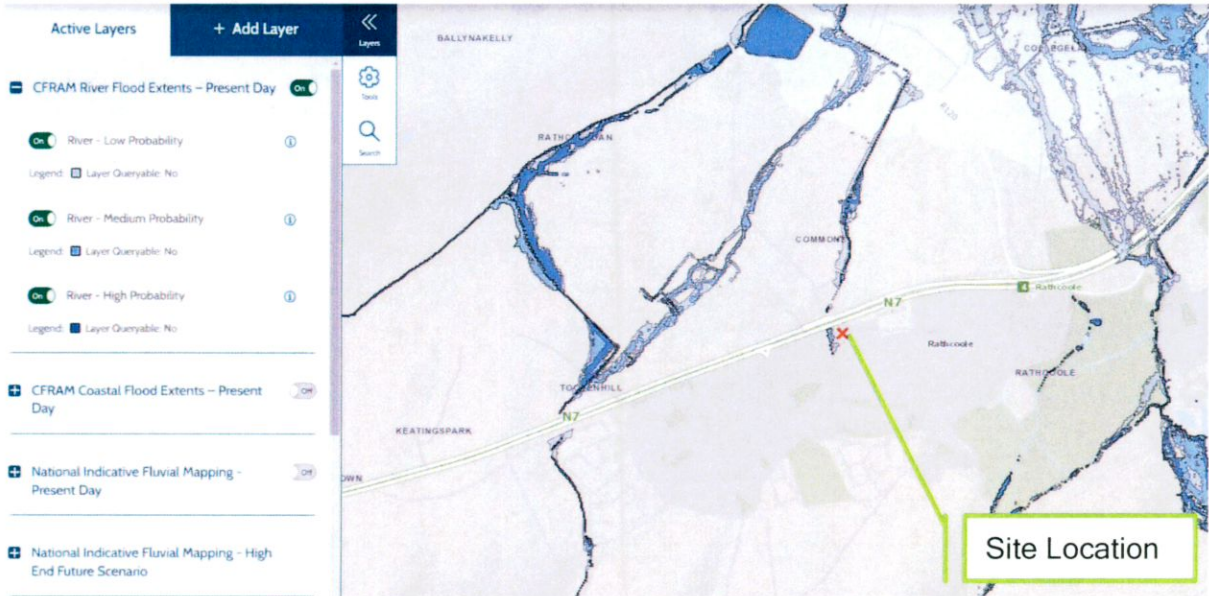 Active Layers
+ Add Layer
Layers
Tools
Search
CFRAM River Flood Extents – Present Day
On
On
River - Low Probability
Legend: Layer Queryable: No
On
River - Medium Probability
Legend: Layer Queryable: No
On
River - High Probability
Legend: Layer Queryable: No
CFRAM Coastal Flood Extents – Present
Day
Off
National Indicative Fluvial Mapping -
Present Day
Off
National Indicative Fluvial Mapping - High
End Future Scenario
BALLYNAKELLY
R120
COMMONS
N7
4
Rathcoole
Rathcoole
RATHCOOLE
N7
KEATINGSPARK
OWN
Site Location